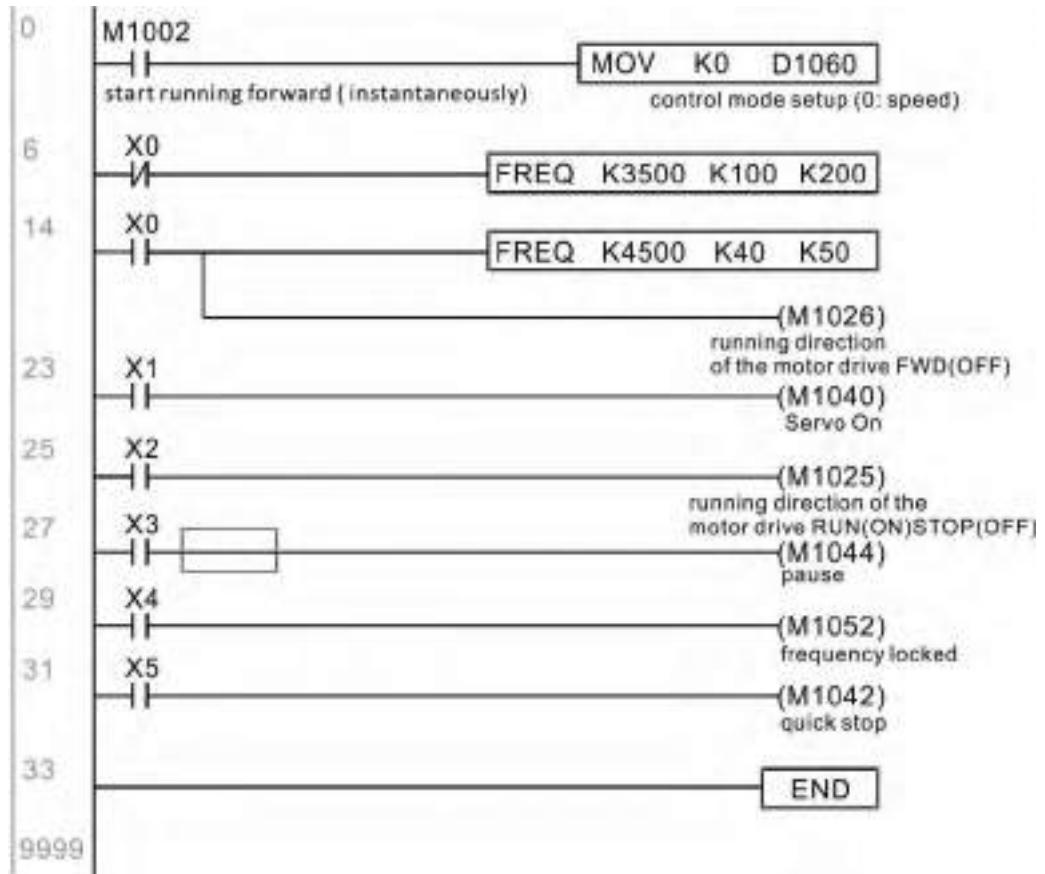 0
M1002
MOV K0 D1060
start running forward ( instantaneously)
control mode setup (0: speed)
6
X0
FREQ K3500 K100 K200
14
X0
FREQ K4500 K40 K50
(M1026)
running direction
of the motor drive FWD(OFF)
23
X1
(M1040)
Servo On
25
X2
(M1025)
running direction of the
motor drive RUN(ON)STOP(OFF)
27
X3
(M1044)
pause
29
X4
(M1052)
frequency locked
31
X5
(M1042)
quick stop
33
END
9999